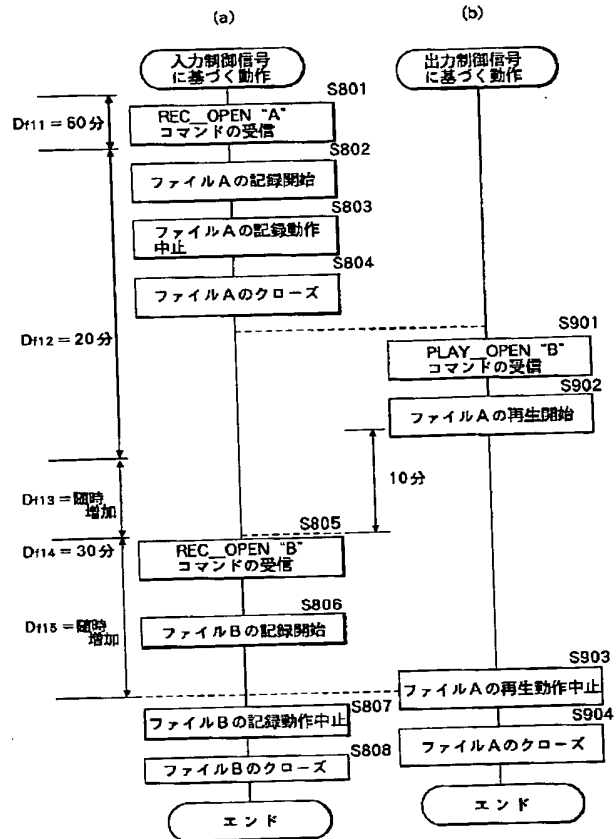 (a)
(b)
入力制御信号
に基づく動作
出力制御信号
に基づく動作
S801
Df11＝60分
REC__OPEN “A”
コマンドの受信
S802
ファイルAの記録開始
S803
ファイルAの記録動作
中止
S804
ファイルAのクローズ
S901
Df12＝20分
PLAY__OPEN “B”
コマンドの受信
S902
ファイルAの再生開始
10分
Df13＝随時
増加
S805
Df14＝30分
REC__OPEN “B”
コマンドの受信
S806
Df15＝随時
増加
ファイルBの記録開始
S903
ファイルAの再生動作中止
S807
ファイルBの記録動作中止
S904
ファイルAのクローズ
S808
ファイルBのクローズ
エンド
エンド